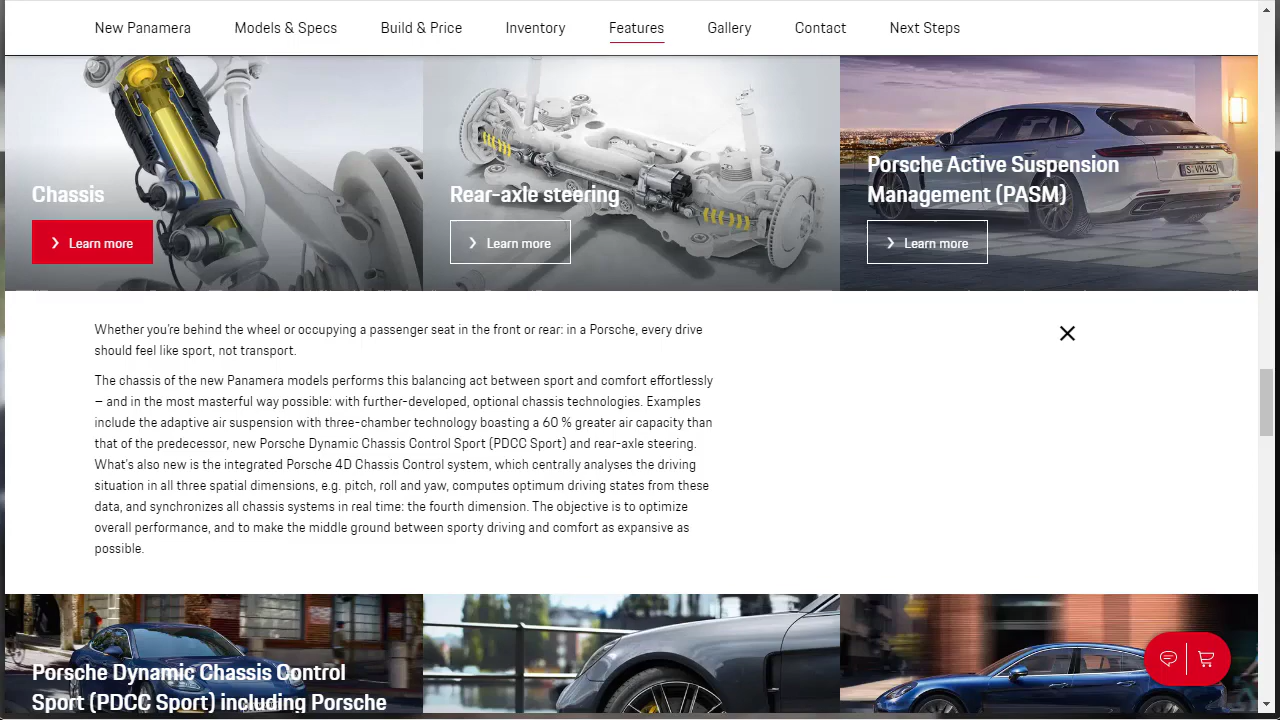 New Panamera
Models & Specs
Build & Price
Inventory
Features
Gallery
Contact
Next Steps
Chassis
Learn more
Rear-axle steering
Learn more
Porsche Active Suspension
Management (PASM)
Learn more
S·VM 424
Whether you're behind the wheel or occupying a passenger seat in the front or rear: in a Porsche, every drive
should feel like sport, not transport.
The chassis of the new Panamera models performs this balancing act between sport and comfort effortlessly
– and in the most masterful way possible: with further-developed, optional chassis technologies. Examples
include the adaptive air suspension with three-chamber technology boasting a 60 % greater air capacity than
that of the predecessor, new Porsche Dynamic Chassis Control Sport (PDCC Sport) and rear-axle steering.
What's also new is the integrated Porsche 4D Chassis Control system, which centrally analyses the driving
situation in all three spatial dimensions, e.g. pitch, roll and yaw, computes optimum driving states from these
data, and synchronizes all chassis systems in real time: the fourth dimension. The objective is to optimize
overall performance, and to make the middle ground between sporty driving and comfort as expansive as
possible.
Porsche Dynamic Chassis Control
Sport (PDCC Sport) including Porsche